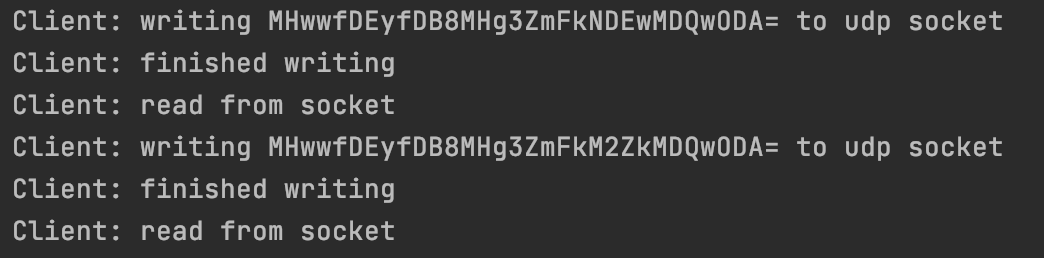 Client: writing MHwwfDEyfDB8MHg3ZmFkNDEwMDQwODA= to udp socket
Client: finished writing
Client: read from socket
Client: writing MHwwfDEyfDB8MHg3ZmFkM2ZkMDQwODA= to udp socket
Client: finished writing
Client: read from socket